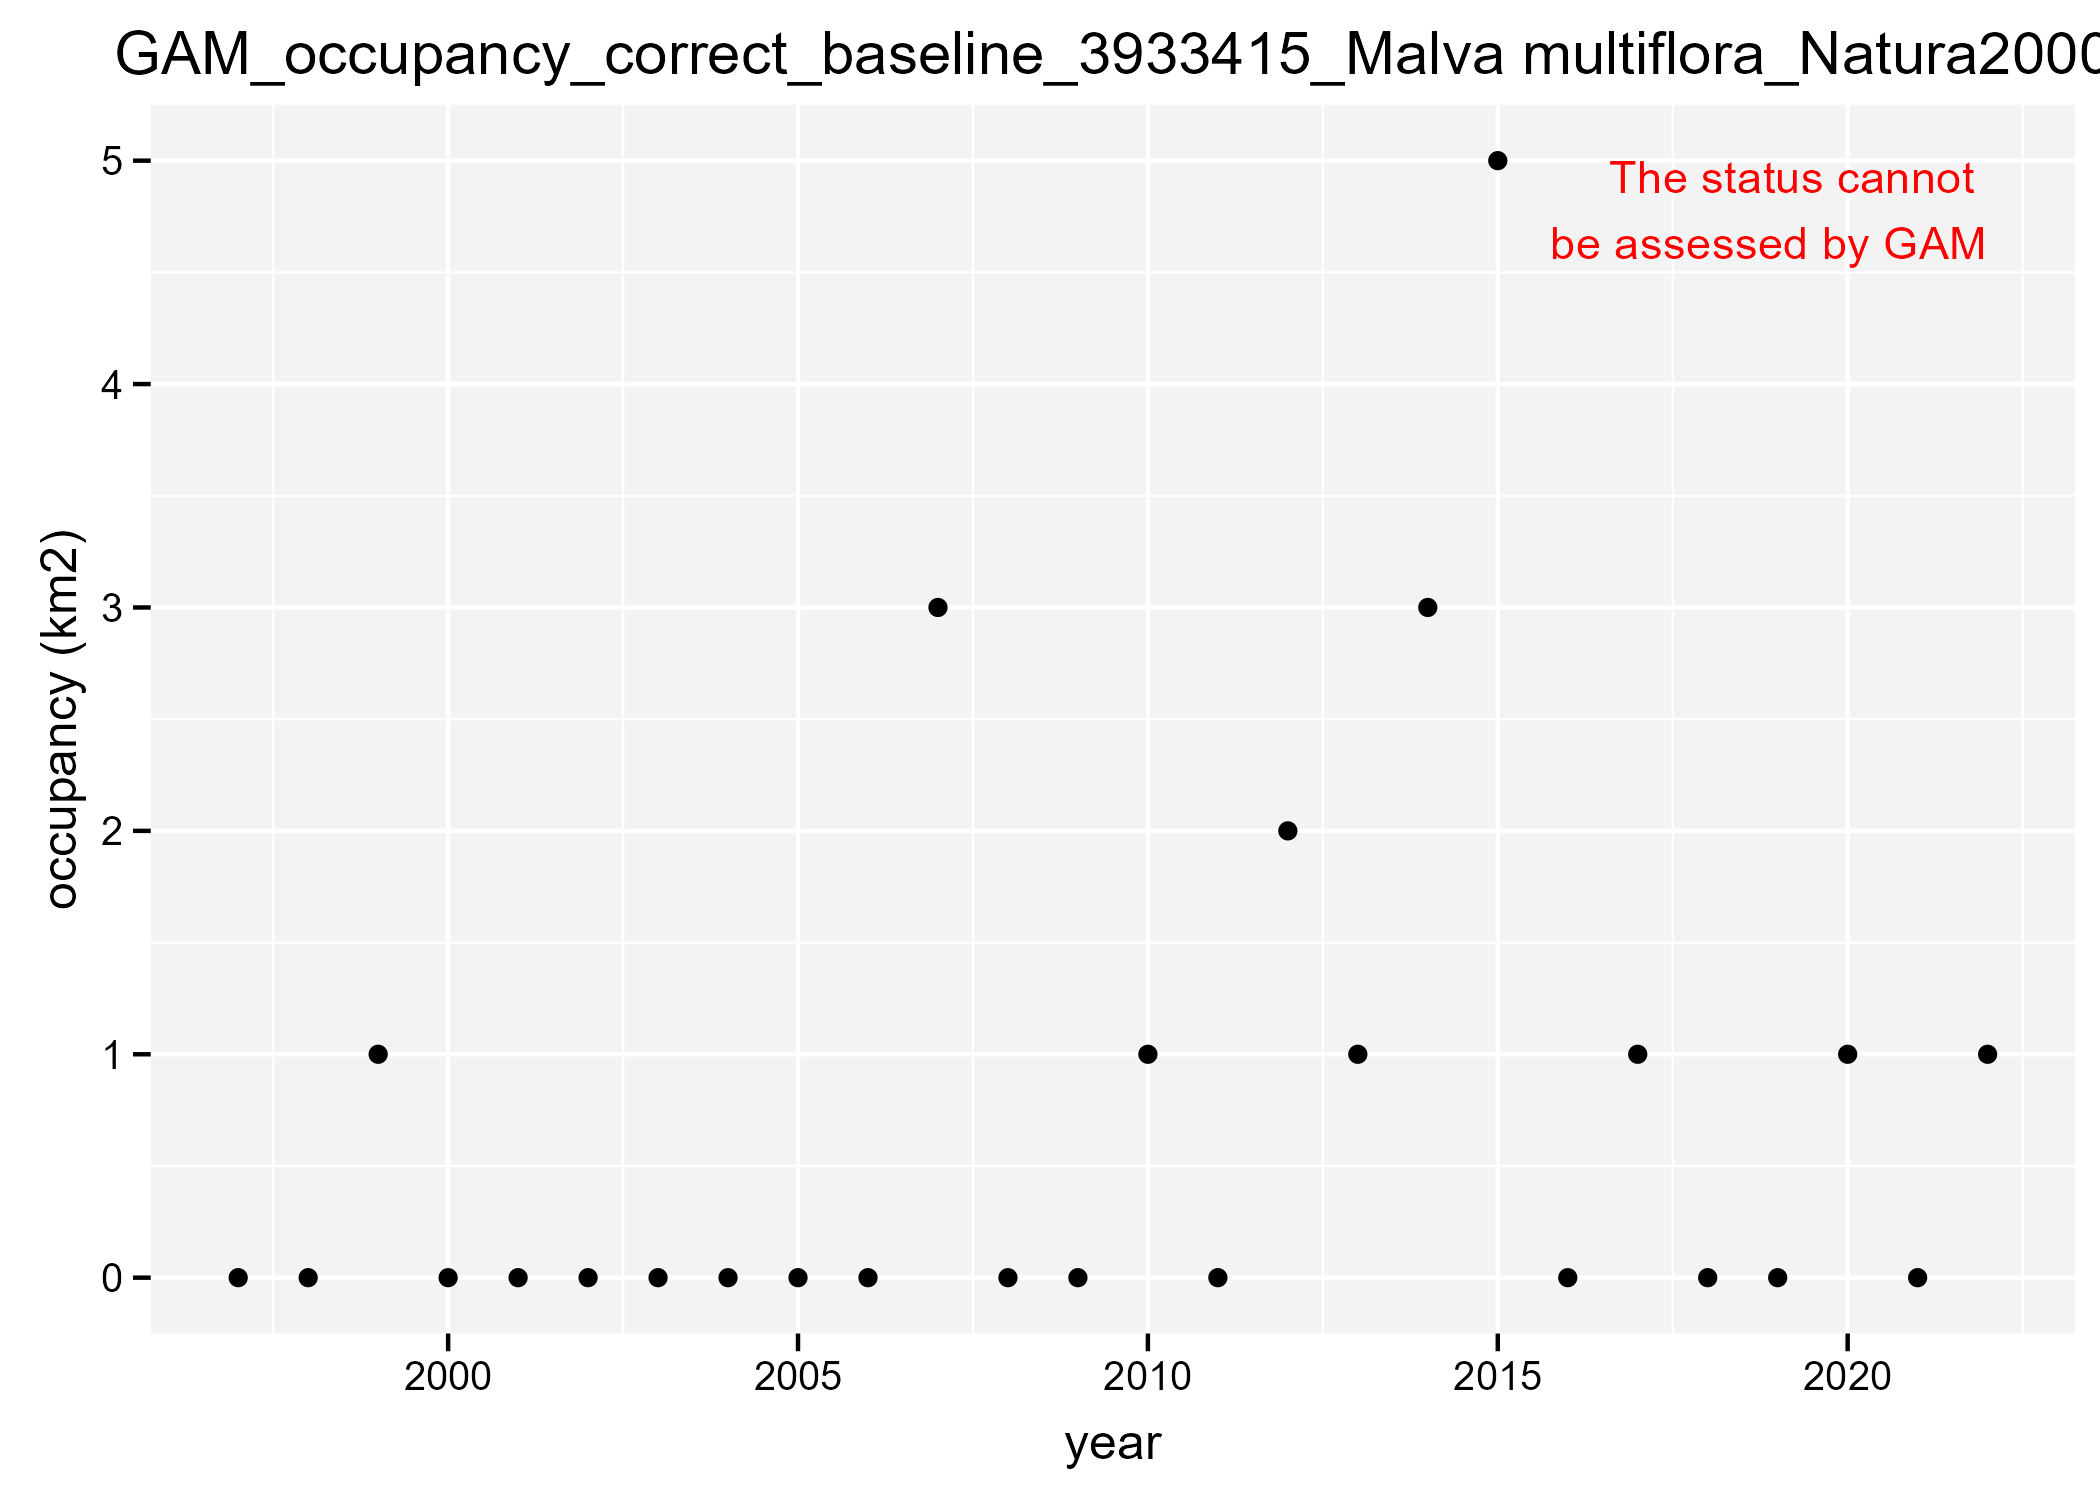 GAM_occupancy_correct_baseline_3933415_Malva multiflora_Natura2000
5
The status cannot
be assessed by GAM
4
3
occupancy (km2)
2
1
0
2000 2005 2010 2015 2020
year